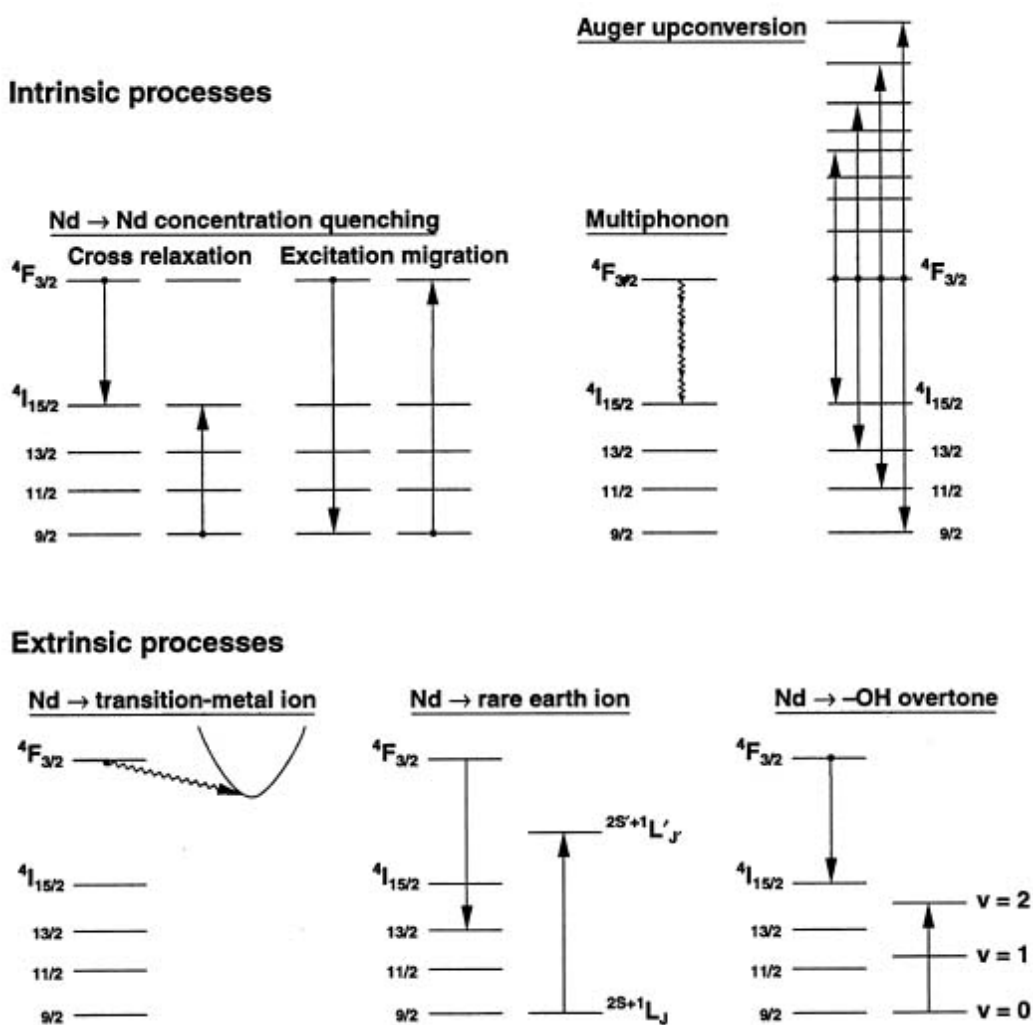 Auger upconversion
Intrinsic processes
Nd → Nd concentration quenching
Cross relaxation Excitation migration
⁴F₃/₂
⁴I₁₅/₂
13/2
11/2
9/2
Multiphonon
⁴F₃/₂
⁴I₁₅/₂
13/2
11/2
9/2
⁴F₃/₂
⁴I₁₅/₂
13/2
11/2
9/2
Extrinsic processes
Nd → transition-metal ion
⁴F₃/₂
⁴I₁₅/₂
13/2
11/2
9/2
Nd → rare earth ion
⁴F₃/₂
⁴I₁₅/₂
13/2
11/2
9/2
2S'+1L'J'
2S+1LJ
Nd → –OH overtone
⁴F₃/₂
⁴I₁₅/₂
13/2
11/2
9/2
v = 2
v = 1
v = 0